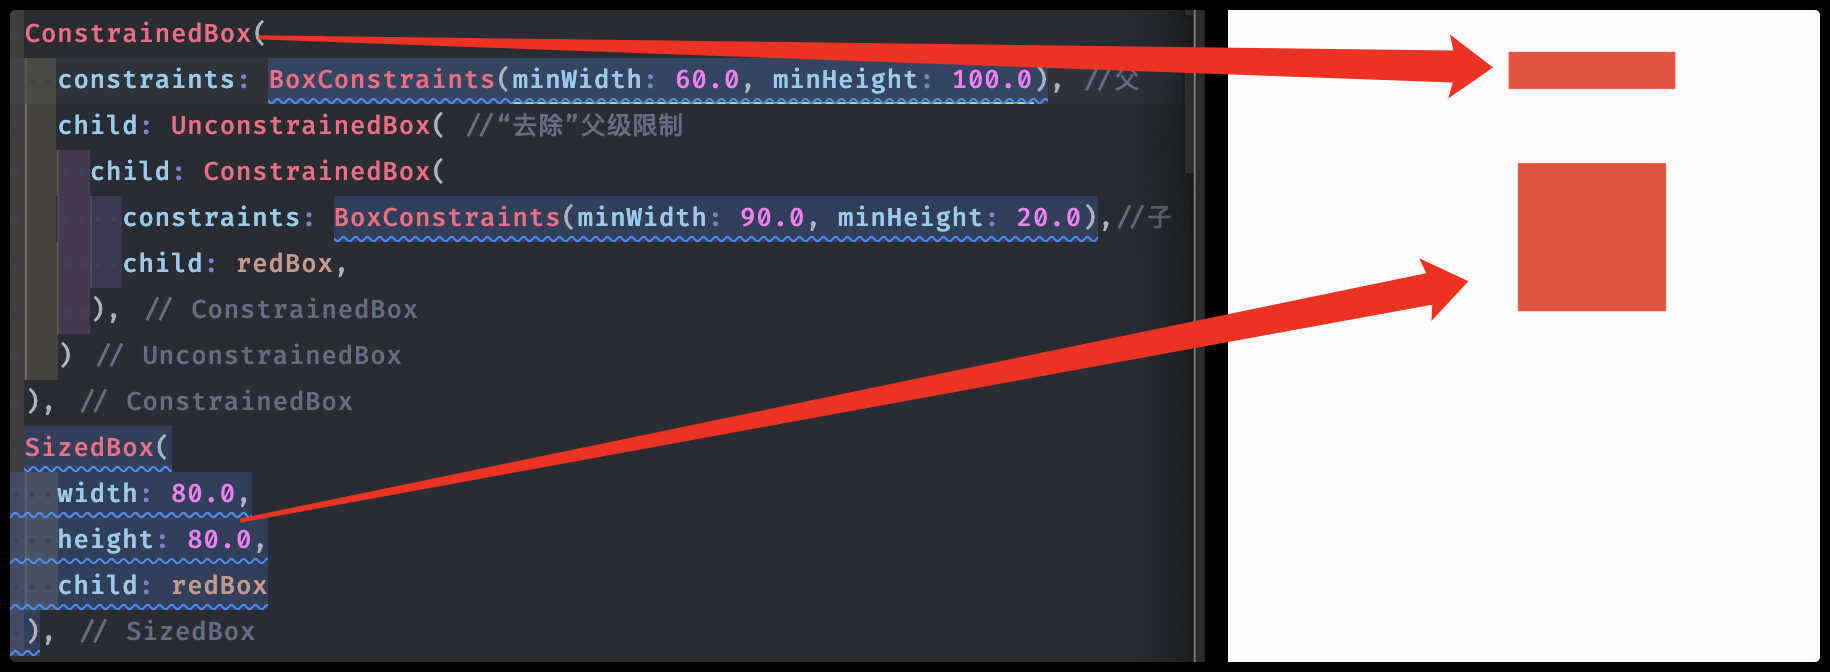 ConstrainedBox(
constraints: BoxConstraints(minWidth: 60.0, minHeight: 100.0), //父
child: UnconstrainedBox( //“去除”父级限制
child: ConstrainedBox(
constraints: BoxConstraints(minWidth: 90.0, minHeight: 20.0),//子
child: redBox,
), // ConstrainedBox
) // UnconstrainedBox
), // ConstrainedBox
SizedBox(
width: 80.0,
height: 80.0,
child: redBox
), // SizedBox